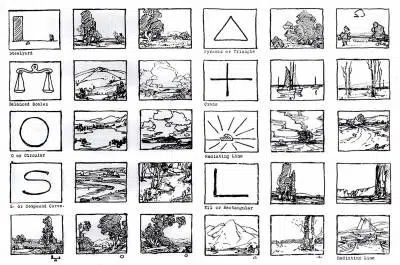 Steelyard
Pyramid or Triangle
Balanced Scales
Cross
O or Circular
Radiating Line
S- or Compound Curve.
Ell or Rectangular
Radiating Line